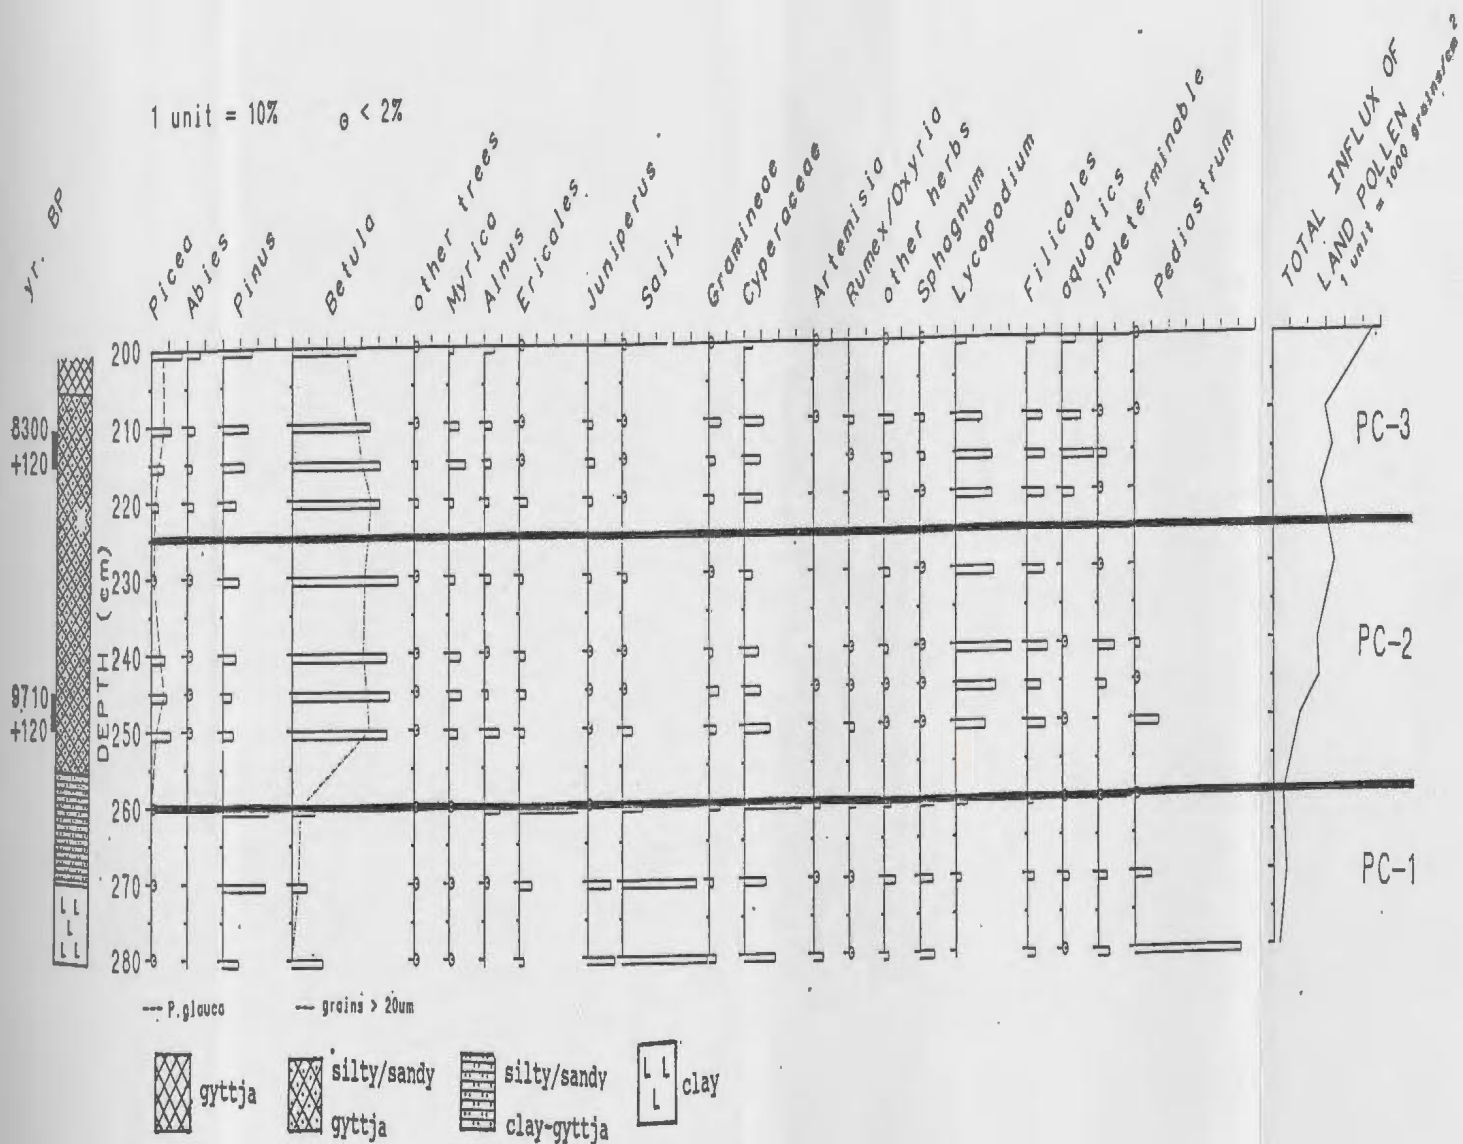 1 unit = 10%
ʘ < 2%
yr. BP
Picea
Abies
Pinus
Betula
other trees
Myrica
Alnus
Ericales
Juniperus
Salix
Gramineae
Cyperaceae
Artemisia
Rumex/Oxyria
other herbs
Sphagnum
Lycopodium
Filicales
aquatics
indeterminable
Pediastrum
TOTAL INFLUX OF
LAND POLLEN
1 unit = 1000 grains/cm²
DEPTH (cm)
200
210
220
230
240
250
260
270
280
8300
+120
9710
+120
PC-3
PC-2
PC-1
--- P.glauca
--- grains > 20um
gyttja
silty/sandy
gyttja
silty/sandy
clay-gyttja
clay